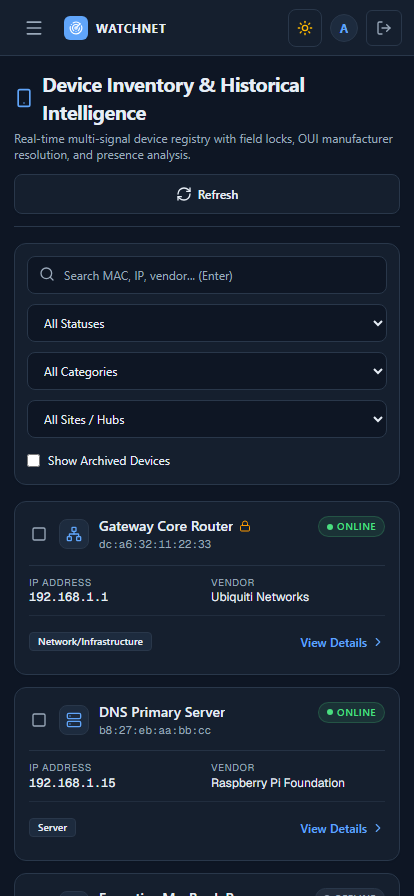 WATCHNET
A
Device Inventory & Historical
Intelligence
Real-time multi-signal device registry with field locks, OUI manufacturer
resolution, and presence analysis.
Refresh
Search MAC, IP, vendor... (Enter)
All Statuses
All Categories
All Sites / Hubs
Show Archived Devices
Gateway Core Router
ONLINE
dc:a6:32:11:22:33
IP ADDRESS
VENDOR
192.168.1.1
Ubiquiti Networks
Network/Infrastructure
View Details
DNS Primary Server
ONLINE
b8:27:eb:aa:bb:cc
IP ADDRESS
VENDOR
192.168.1.15
Raspberry Pi Foundation
Server
View Details